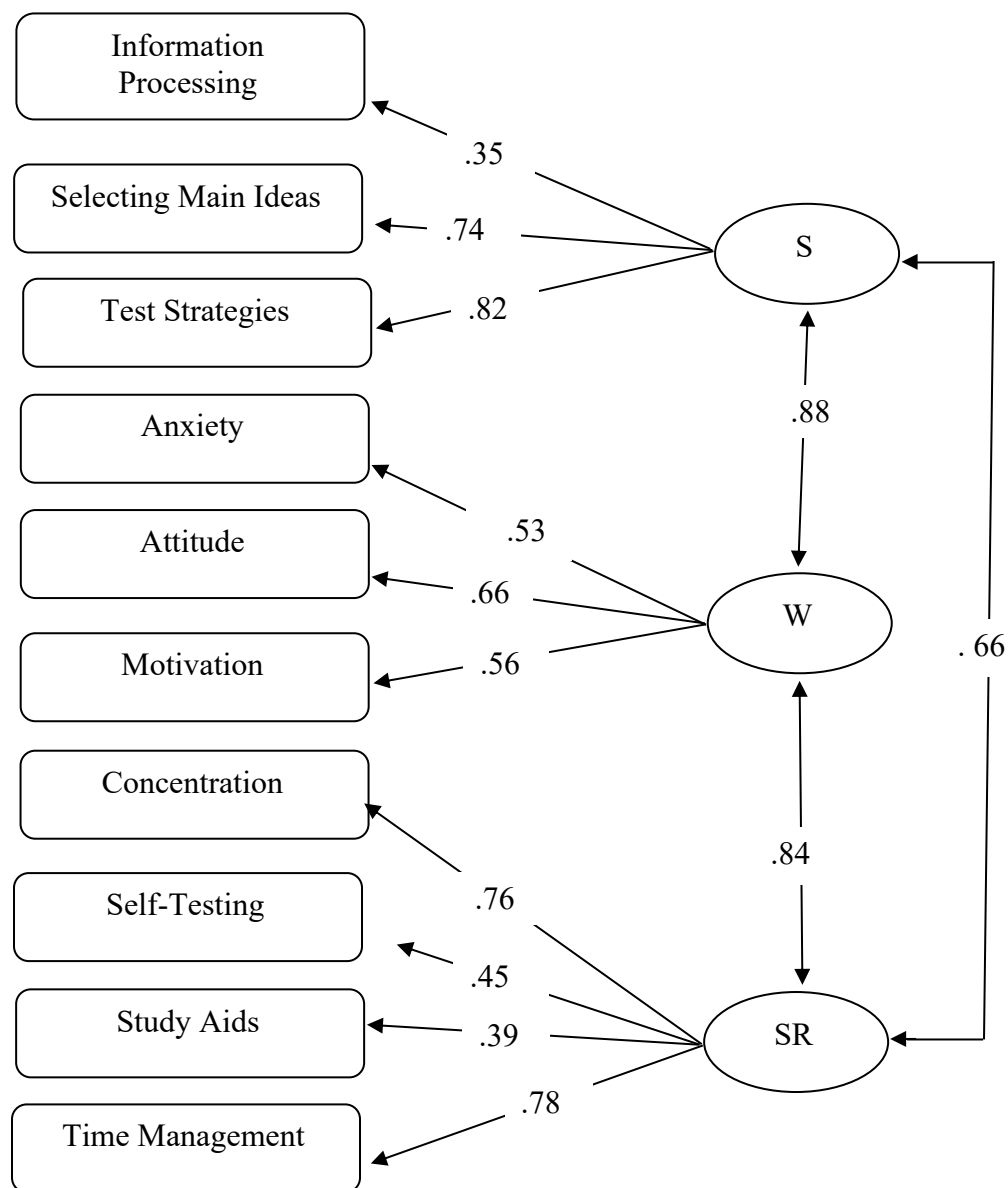 Information
Processing
.35
Selecting Main Ideas
.74
S
Test Strategies
.82
Anxiety
.88
.53
Attitude
.66
W
Motivation
.56
. 66
Concentration
.84
.76
Self-Testing
.45
Study Aids
.39
SR
.78
Time Management